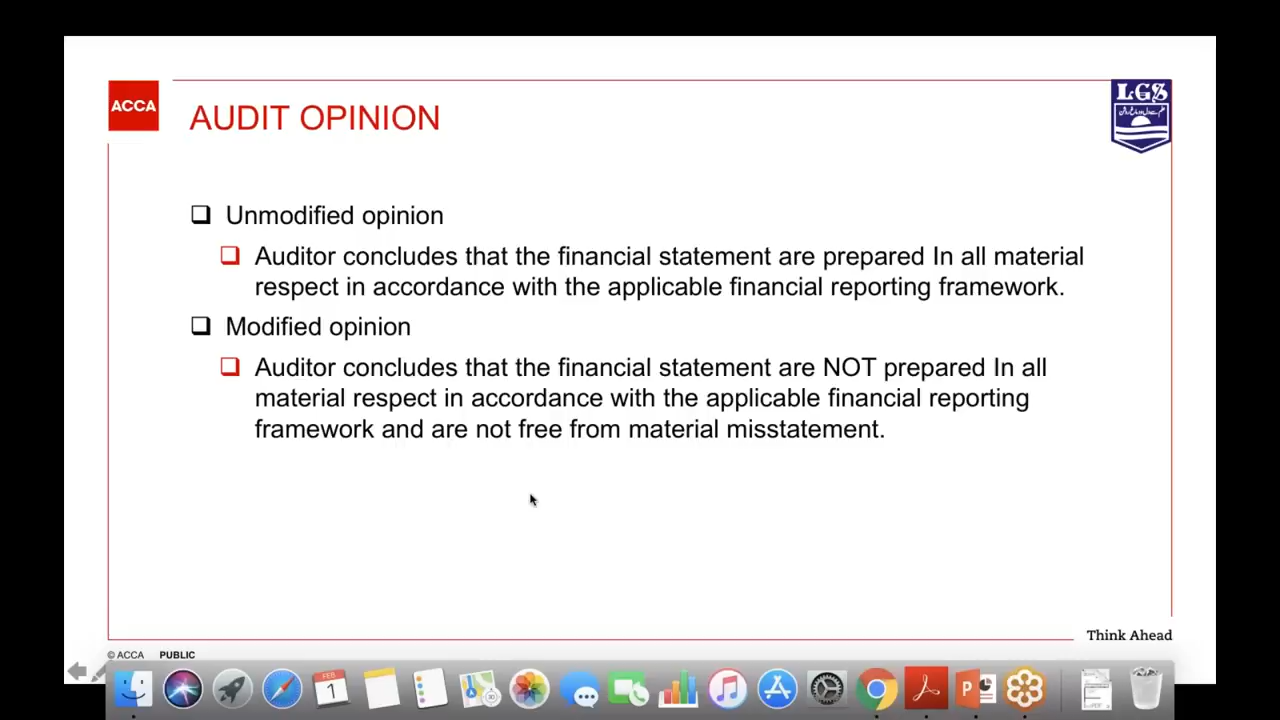 ACCA
AUDIT OPINION
LGS
Unmodified opinion
Auditor concludes that the financial statement are prepared In all material
respect in accordance with the applicable financial reporting framework.
Modified opinion
Auditor concludes that the financial statement are NOT prepared In all
material respect in accordance with the applicable financial reporting
framework and are not free from material misstatement.
Think Ahead
© ACCA PUBLIC
FEB
1